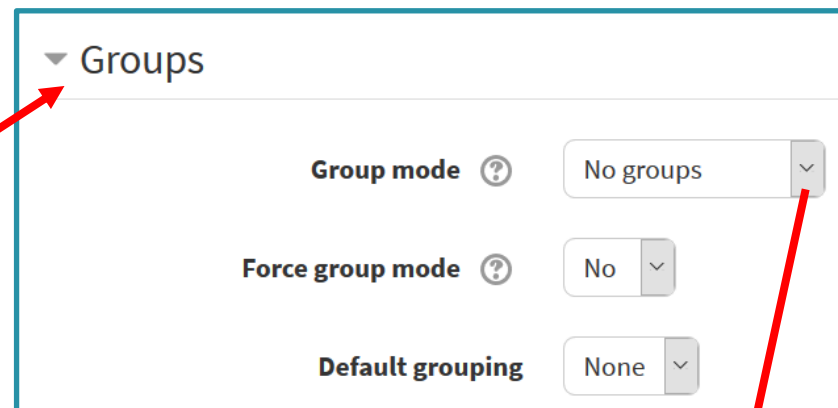 Groups
Group mode ? No groups
Force group mode ? No
Default grouping None